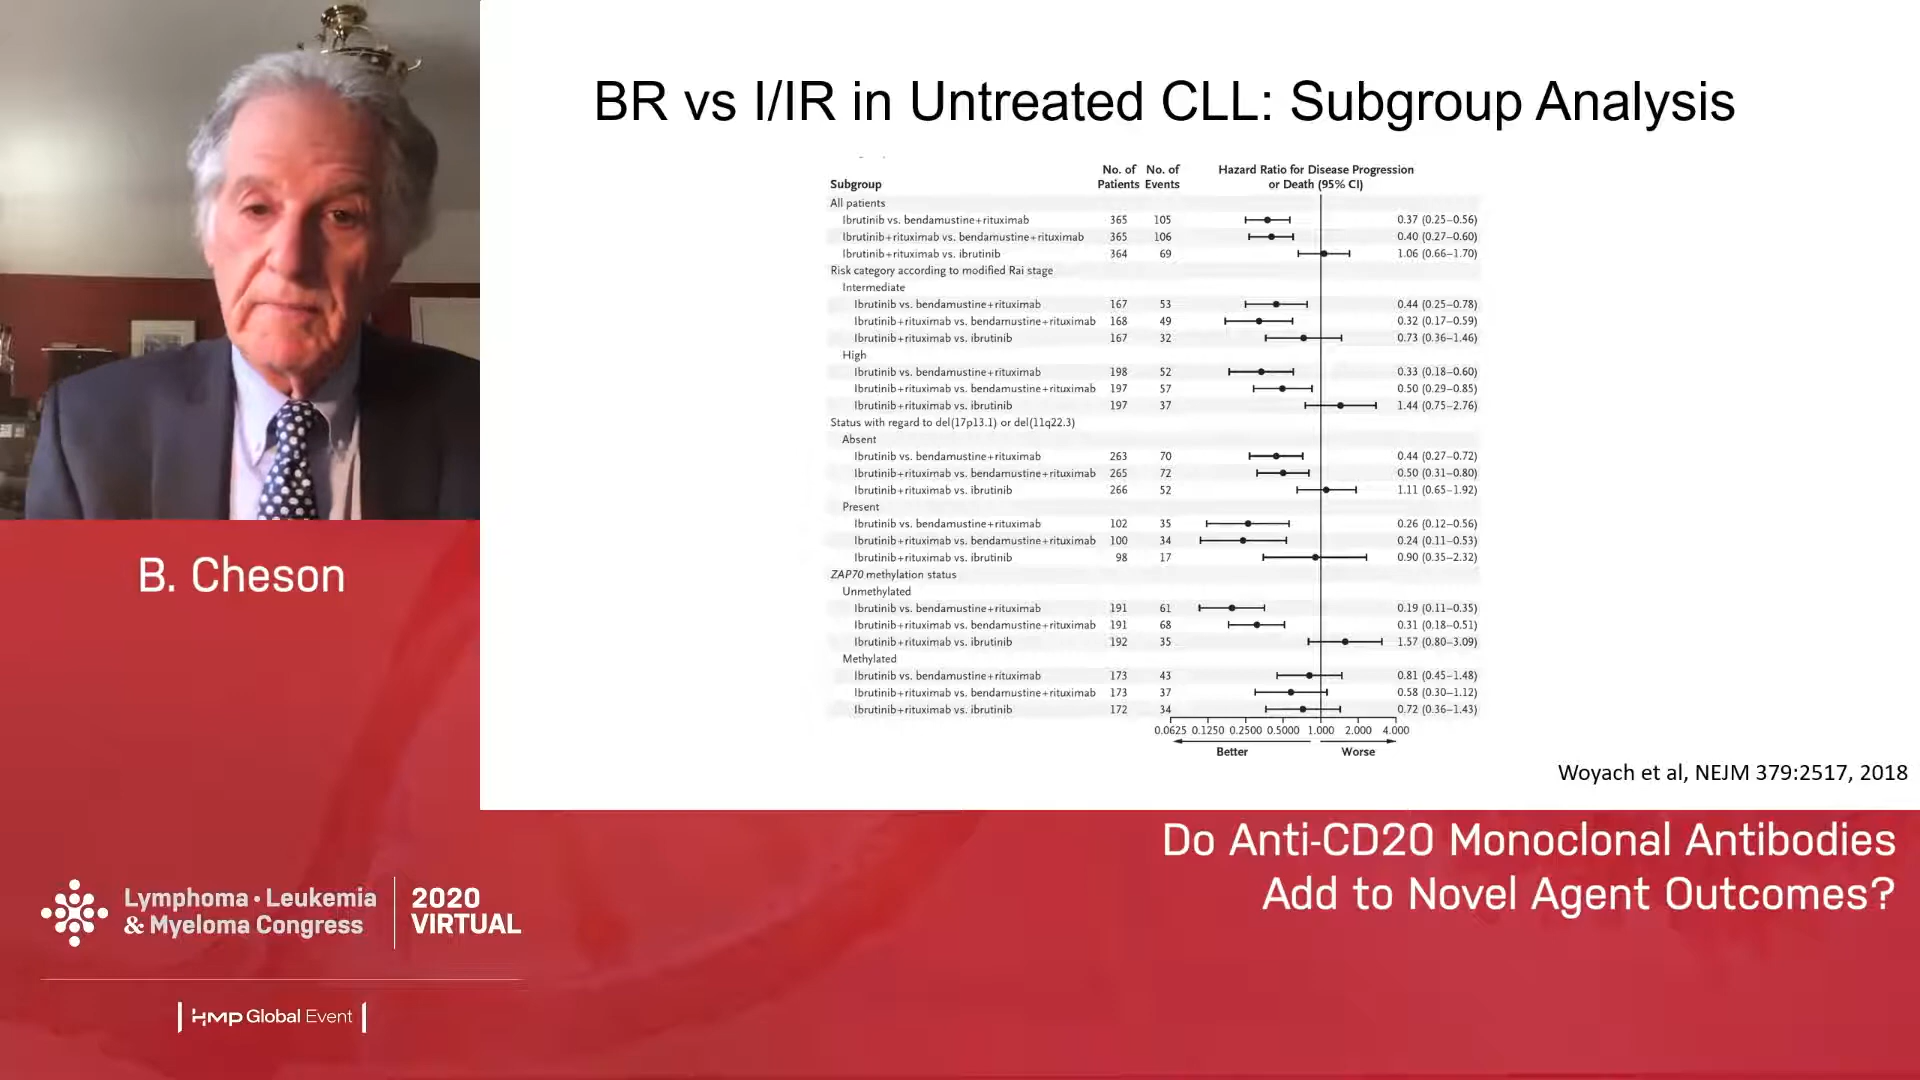 BR vs I/IR in Untreated CLL: Subgroup Analysis
Subgroup No. of Patients No. of Events Hazard Ratio for Disease Progression or Death (95% CI)
All patients
Ibrutinib vs. bendamustine+rituximab 365 105 0.37 (0.25–0.56)
Ibrutinib+rituximab vs. bendamustine+rituximab 365 106 0.40 (0.27–0.60)
Ibrutinib+rituximab vs. ibrutinib 364 69 1.06 (0.66–1.70)
Risk category according to modified Rai stage
Intermediate
Ibrutinib vs. bendamustine+rituximab 167 53 0.44 (0.25–0.78)
Ibrutinib+rituximab vs. bendamustine+rituximab 168 49 0.32 (0.17–0.59)
Ibrutinib+rituximab vs. ibrutinib 167 32 0.73 (0.36–1.46)
High
Ibrutinib vs. bendamustine+rituximab 198 52 0.33 (0.18–0.60)
Ibrutinib+rituximab vs. bendamustine+rituximab 197 57 0.50 (0.29–0.85)
Ibrutinib+rituximab vs. ibrutinib 197 37 1.44 (0.75–2.76)
Status with regard to del(17p13.1) or del(11q22.3)
Absent
Ibrutinib vs. bendamustine+rituximab 263 70 0.44 (0.27–0.72)
Ibrutinib+rituximab vs. bendamustine+rituximab 265 72 0.50 (0.31–0.80)
Ibrutinib+rituximab vs. ibrutinib 266 52 1.11 (0.65–1.92)
Present
Ibrutinib vs. bendamustine+rituximab 102 35 0.26 (0.12–0.56)
Ibrutinib+rituximab vs. bendamustine+rituximab 100 34 0.24 (0.11–0.53)
Ibrutinib+rituximab vs. ibrutinib 98 17 0.90 (0.35–2.32)
ZAP70 methylation status
Unmethylated
Ibrutinib vs. bendamustine+rituximab 191 61 0.19 (0.11–0.35)
Ibrutinib+rituximab vs. bendamustine+rituximab 191 68 0.31 (0.18–0.51)
Ibrutinib+rituximab vs. ibrutinib 192 35 1.57 (0.80–3.09)
Methylated
Ibrutinib vs. bendamustine+rituximab 173 43 0.81 (0.45–1.48)
Ibrutinib+rituximab vs. bendamustine+rituximab 173 37 0.58 (0.30–1.12)
Ibrutinib+rituximab vs. ibrutinib 172 34 0.72 (0.36–1.43)
0.0625 0.1250 0.2500 0.5000 1.000 2.000 4.000
Better Worse
Woyach et al, NEJM 379:2517, 2018
B. Cheson
Do Anti-CD20 Monoclonal Antibodies
Add to Novel Agent Outcomes?
Lymphoma • Leukemia
& Myeloma Congress
2020
VIRTUAL
HMP Global Event